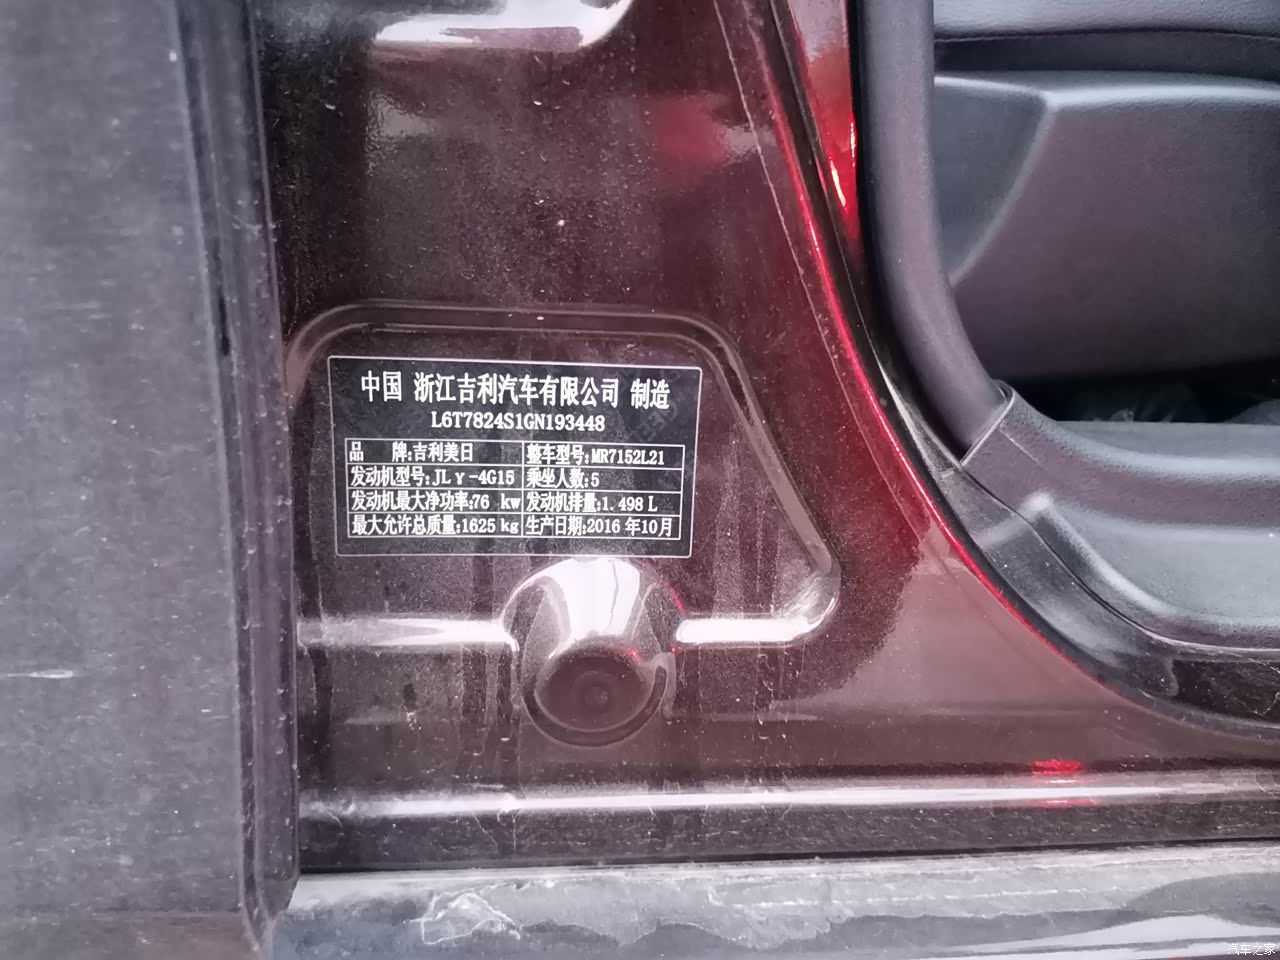 中国 浙江吉利汽车有限公司 制造
L6T7824S1GN193448
品 牌:吉利美日 整车型号:MR7152L21
发动机型号:JLγ-4G15 乘坐人数:5
发动机最大净功率:76 kw 发动机排量:1.498 L
最大允许总质量:1625 kg 生产日期:2016 年10月
汽车之家